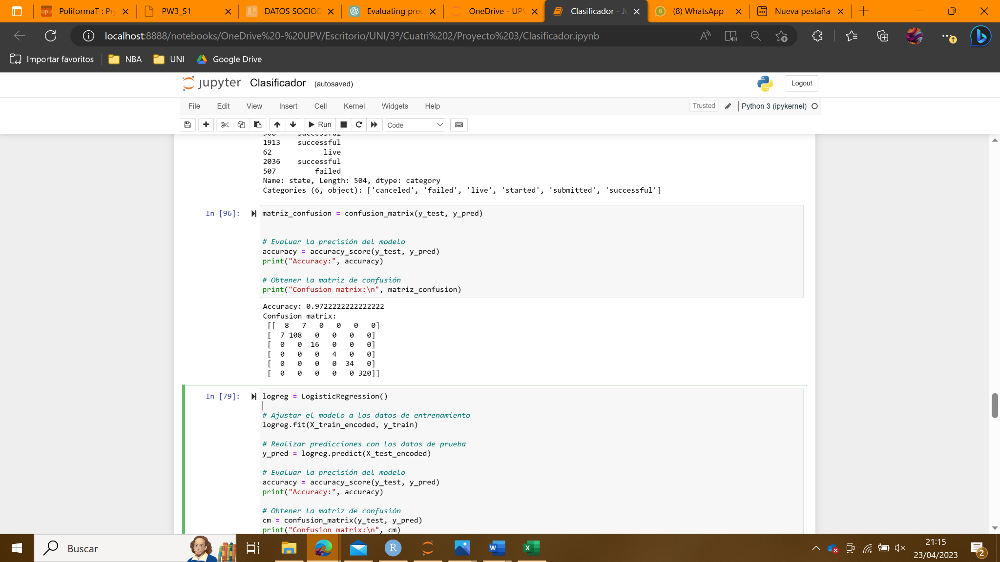 upv PoliformaT : Pry
PW3_S1
DATOS SOCIOD
Evaluating prec
OneDrive - UPV
Clasificador - Ju
8 (8) WhatsApp
Nueva pestaña
localhost:8888/notebooks/OneDrive%20-%20UPV/Escritorio/UNI/3º/Cuatri%202/Proyecto%203/Clasificador.ipynb
Importar favoritos NBA UNI Google Drive
jupyter Clasificador (autosaved) Logout
File Edit View Insert Cell Kernel Widgets Help Trusted Python 3 (ipykernel)
Run Code
1913 successful
62 live
2036 successful
507 failed
Name: state, Length: 504, dtype: category
Categories (6, object): ['canceled', 'failed', 'live', 'started', 'submitted', 'successful']
In [96]: matriz_confusion = confusion_matrix(y_test, y_pred)
# Evaluar la precisión del modelo
accuracy = accuracy_score(y_test, y_pred)
print("Accuracy:", accuracy)
# Obtener la matriz de confusión
print("Confusion matrix:\n", matriz_confusion)
Accuracy: 0.9722222222222222
Confusion matrix:
[[ 8 7 0 0 0 0]
[ 7 108 0 0 0 0]
[ 0 0 16 0 0 0]
[ 0 0 0 4 0 0]
[ 0 0 0 0 34 0]
[ 0 0 0 0 0 320]]
In [79]: logreg = LogisticRegression()
# Ajustar el modelo a los datos de entrenamiento
logreg.fit(X_train_encoded, y_train)
# Realizar predicciones con los datos de prueba
y_pred = logreg.predict(X_test_encoded)
# Evaluar la precisión del modelo
accuracy = accuracy_score(y_test, y_pred)
print("Accuracy:", accuracy)
# Obtener la matriz de confusión
cm = confusion_matrix(y_test, y_pred)
print("Confusion matrix:\n", cm)
Buscar
21:15
23/04/2023
2